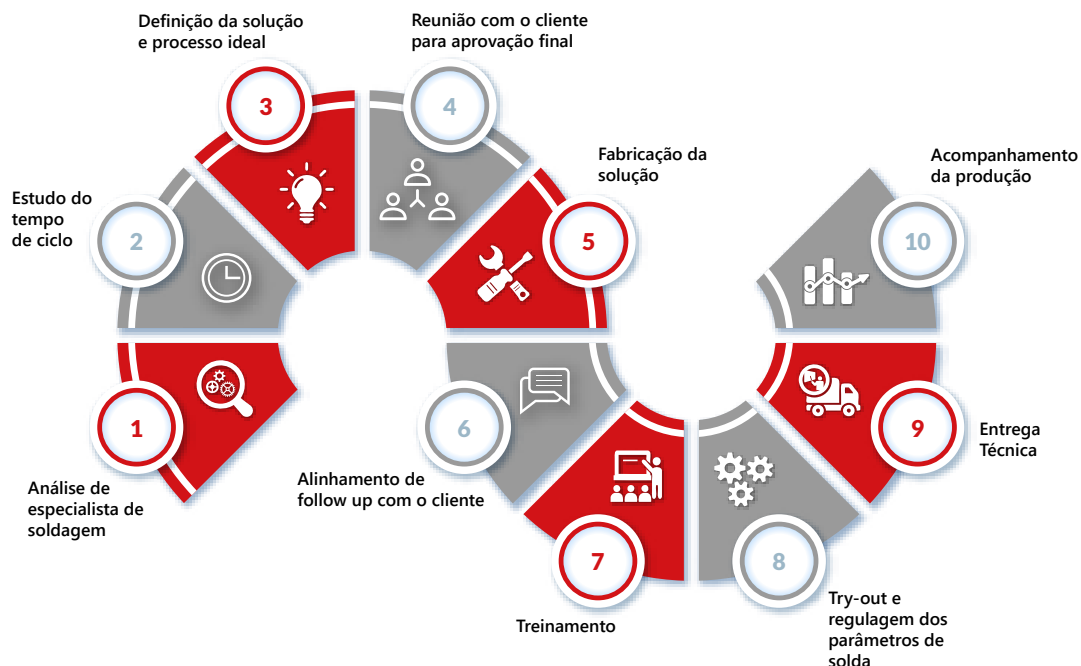 1
Análise de
especialista de
soldagem
2
Estudo do
tempo
de ciclo
3
Definição da solução
e processo ideal
4
Reunião com o cliente
para aprovação final
5
Fabricação da
solução
6
Alinhamento de
follow up com o cliente
7
Treinamento
8
Try-out e
regulagem dos
parâmetros de
solda
9
Entrega
Técnica
10
Acompanhamento
da produção